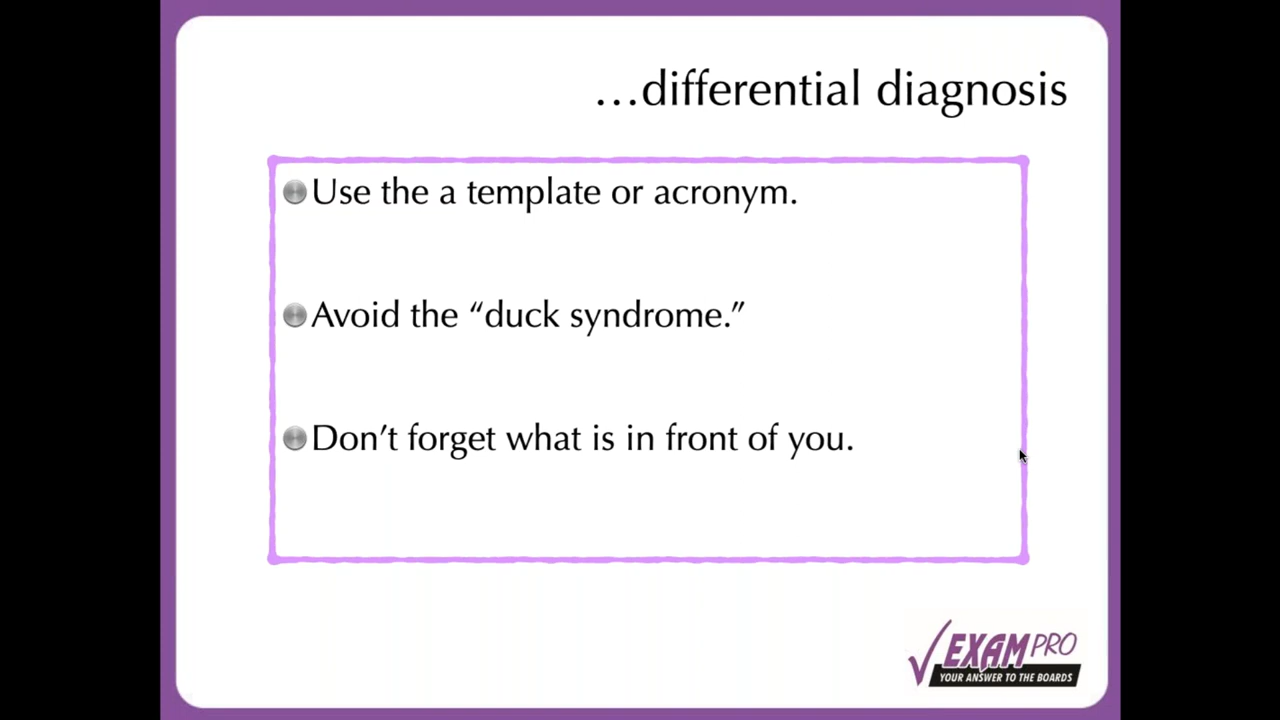 ...differential diagnosis
Use the a template or acronym.
Avoid the “duck syndrome.”
Don’t forget what is in front of you.
EXAM PRO
YOUR ANSWER TO THE BOARDS